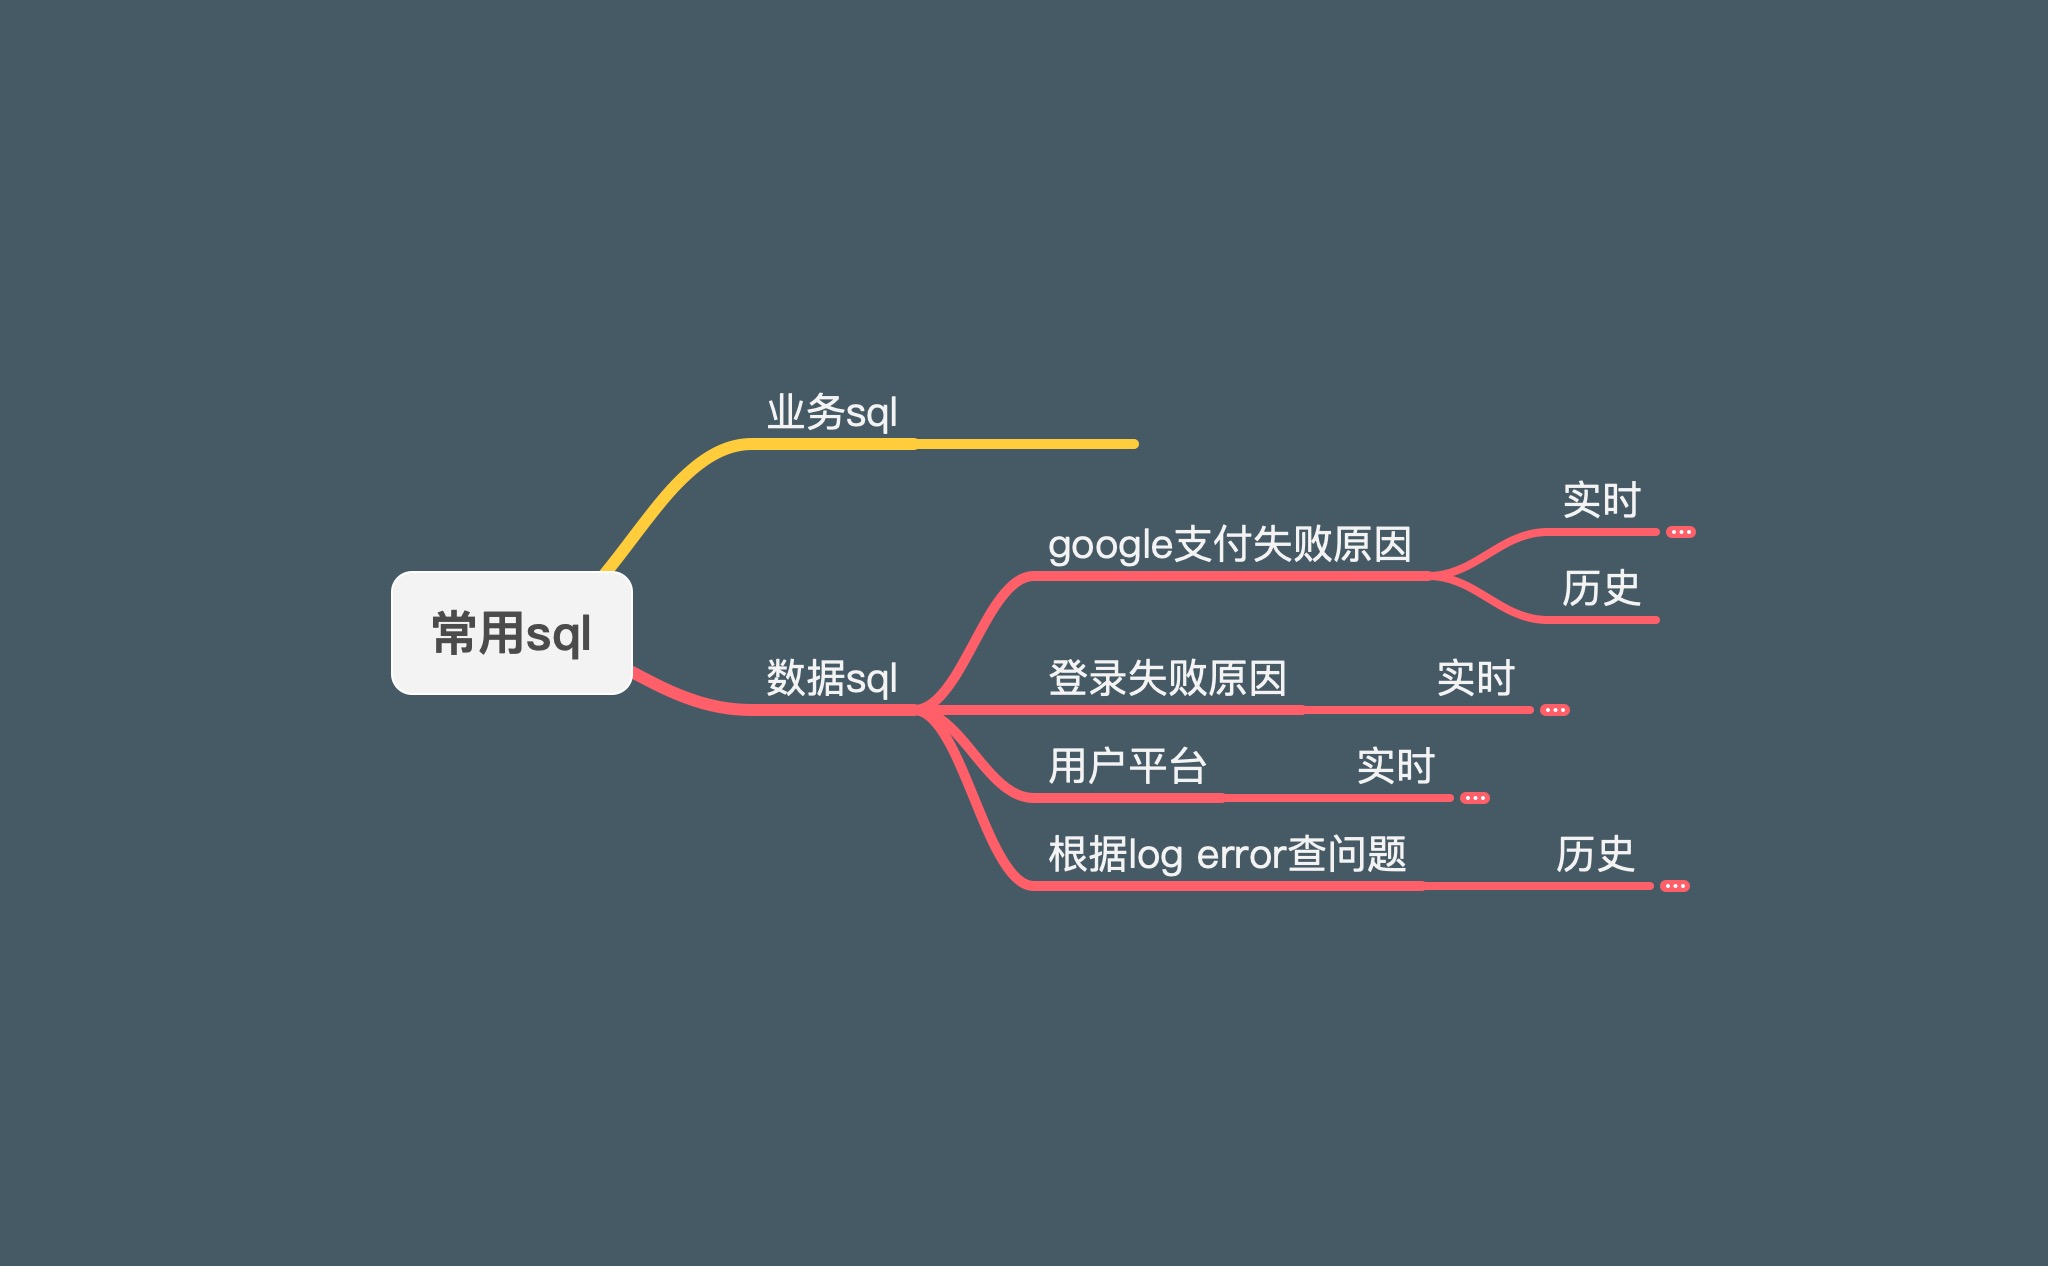 常用sql
业务sql
数据sql
google支付失败原因
实时
历史
登录失败原因
实时
用户平台
实时
根据log error查问题
历史